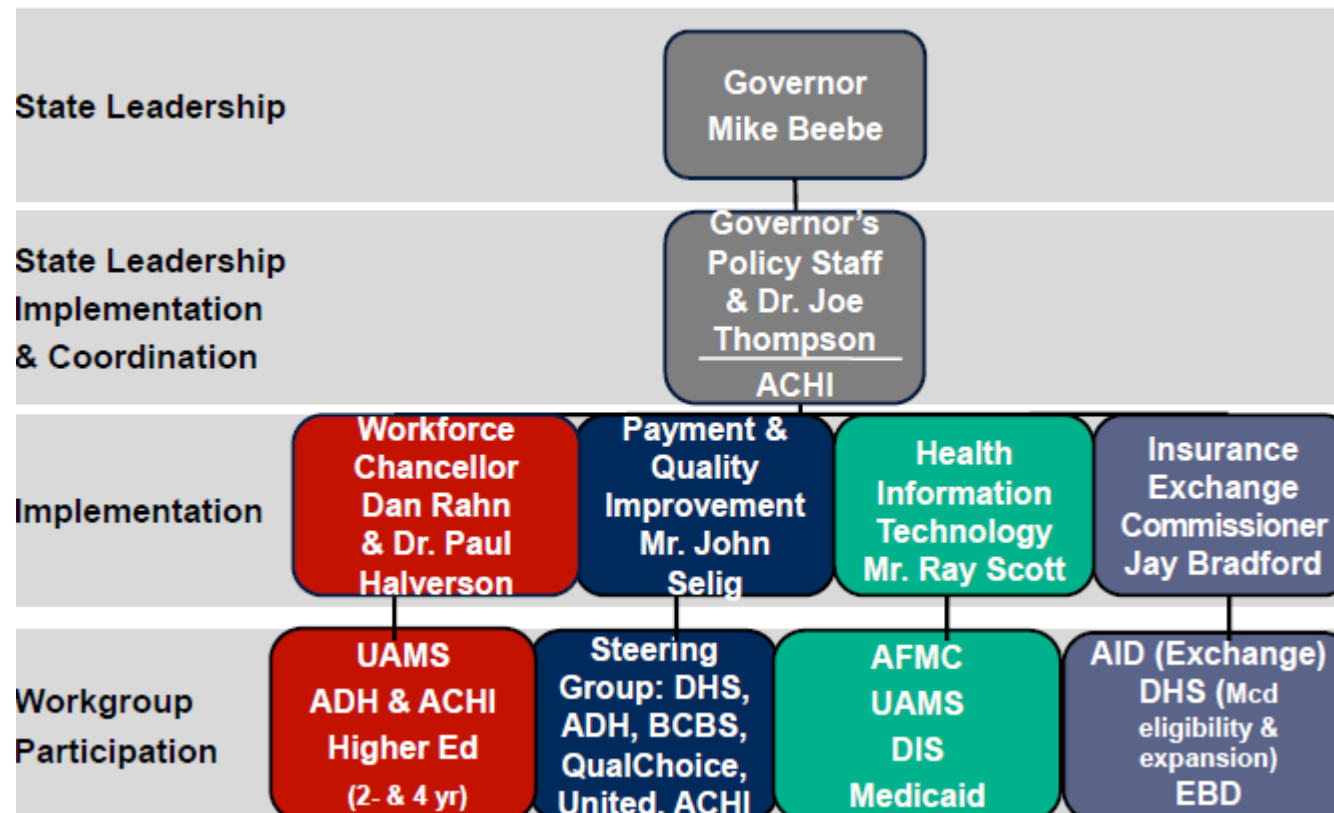 State Leadership
Governor
Mike Beebe
State Leadership
Implementation
& Coordination
Governor's
Policy Staff
& Dr. Joe
Thompson
ACHI
Implementation
Workforce
Chancellor
Dan Rahn
& Dr. Paul
Halverson
Payment &
Quality
Improvement
Mr. John
Selig
Health
Information
Technology
Mr. Ray Scott
Insurance
Exchange
Commissioner
Jay Bradford
Workgroup
Participation
UAMS
ADH & ACHI
Higher Ed
(2- & 4 yr)
Steering
Group: DHS,
ADH, BCBS,
QualChoice,
United, ACHI
AFMC
UAMS
DIS
Medicaid
AID (Exchange)
DHS (Mcd
eligibility &
expansion)
EBD